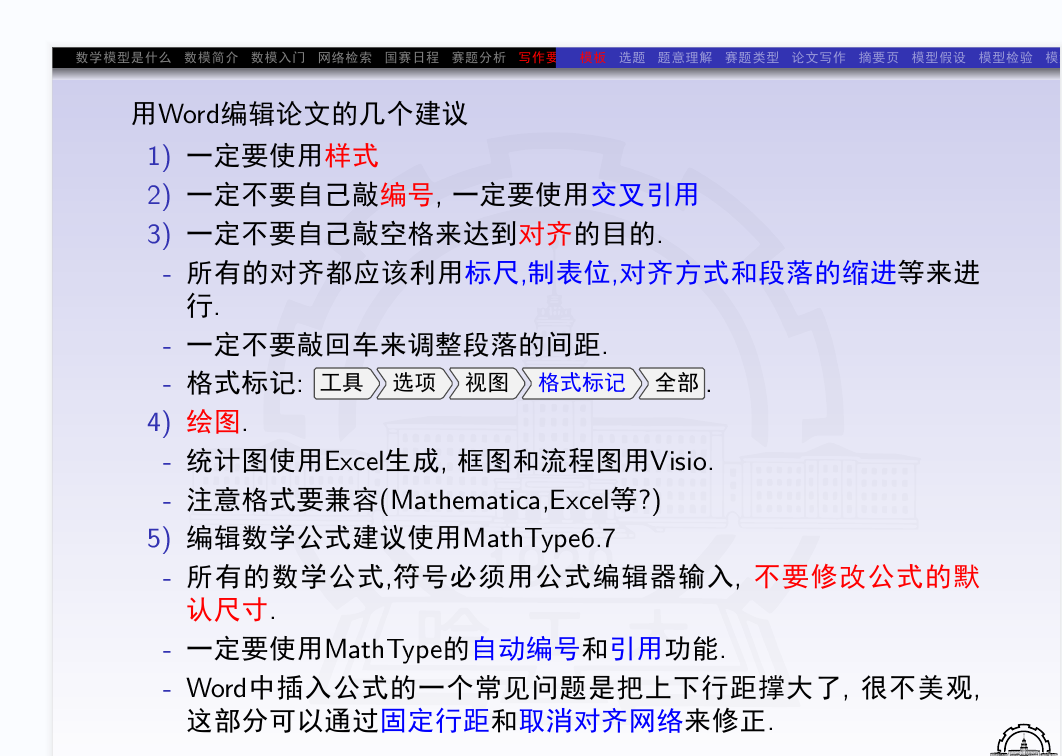 数学模型是什么 数模简介 数模入门 网络检索 国赛日程 赛题分析 写作要 模板 选题 题意理解 赛题类型 论文写作 摘要页 模型假设 模型检验 模
用Word编辑论文的几个建议
1) 一定要使用样式
2) 一定不要自己敲编号, 一定要使用交叉引用
3) 一定不要自己敲空格来达到对齐的目的.
- 所有的对齐都应该利用标尺,制表位,对齐方式和段落的缩进等来进
行.
- 一定不要敲回车来调整段落的间距.
- 格式标记: 工具 选项 视图 格式标记 全部.
4) 绘图.
- 统计图使用Excel生成, 框图和流程图用Visio.
- 注意格式要兼容(Mathematica,Excel等?)
5) 编辑数学公式建议使用MathType6.7
- 所有的数学公式,符号必须用公式编辑器输入, 不要修改公式的默
认尺寸.
- 一定要使用MathType的自动编号和引用功能.
- Word中插入公式的一个常见问题是把上下行距撑大了, 很不美观,
这部分可以通过固定行距和取消对齐网络来修正.
哈工大